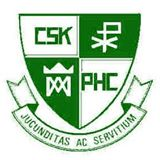 CSK
PHC
JUCUNDITAS AC SERVITIUM